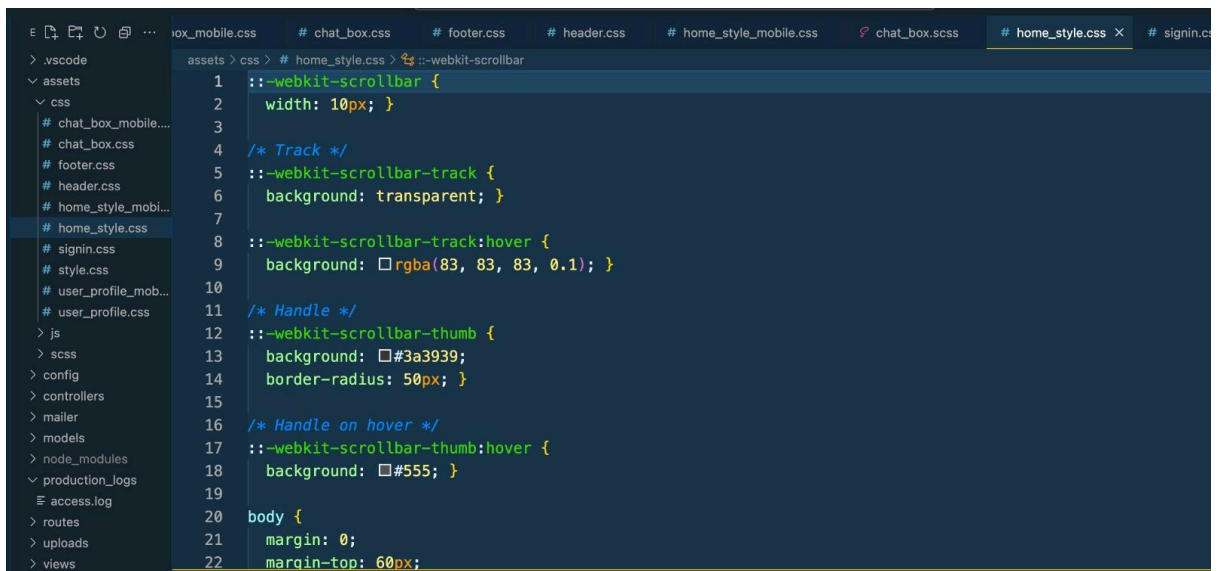 E
ox_mobile.css # chat_box.css # footer.css # header.css # home_style_mobile.css chat_box.scss # home_style.css × # signin.cs
> .vscode
assets
css
# chat_box_mobile....
# chat_box.css
# footer.css
# header.css
# home_style_mobi...
# home_style.css
# signin.css
# style.css
# user_profile_mob...
# user_profile.css
> js
> scss
> config
> controllers
> mailer
> models
> node_modules
production_logs
access.log
> routes
> uploads
> views
assets > css > # home_style.css > ::-webkit-scrollbar
1 ::-webkit-scrollbar {
2 width: 10px; }
3
4 /* Track */
5 ::-webkit-scrollbar-track {
6 background: transparent; }
7
8 ::-webkit-scrollbar-track:hover {
9 background: rgba(83, 83, 83, 0.1); }
10
11 /* Handle */
12 ::-webkit-scrollbar-thumb {
13 background: #3a3939;
14 border-radius: 50px; }
15
16 /* Handle on hover */
17 ::-webkit-scrollbar-thumb:hover {
18 background: #555; }
19
20 body {
21 margin: 0;
22 margin-top: 60px;